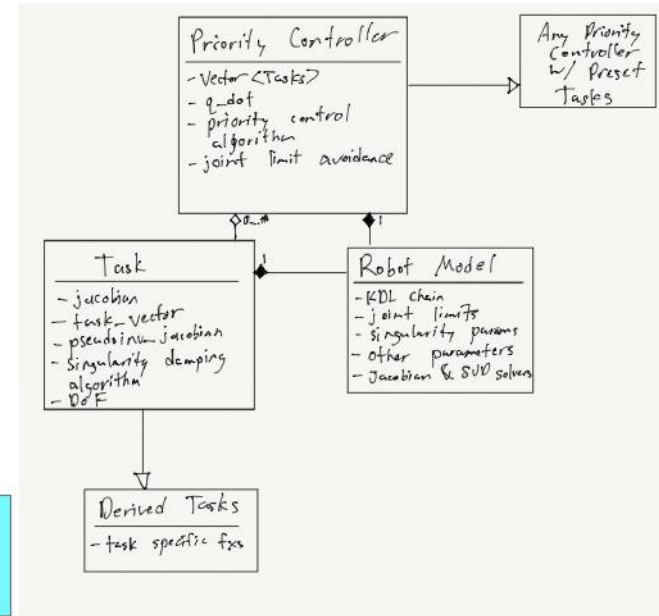 Priority Controller
- Vector <Tasks>
- q_dot
- priority control
algorithm
- joint limit avoidance
Any Priority
Controller
w/ Preset
Tasks
0..*
1
Task
- jacobian
- task_vector
- pseudoinv jacobian
- singularity damping
algorithm
- DoF
1
Robot Model
- KDL chain
- joint limits
- singularity params
- other parameters
- Jacobian & SVD solvers
Derived Tasks
- task specific fxs